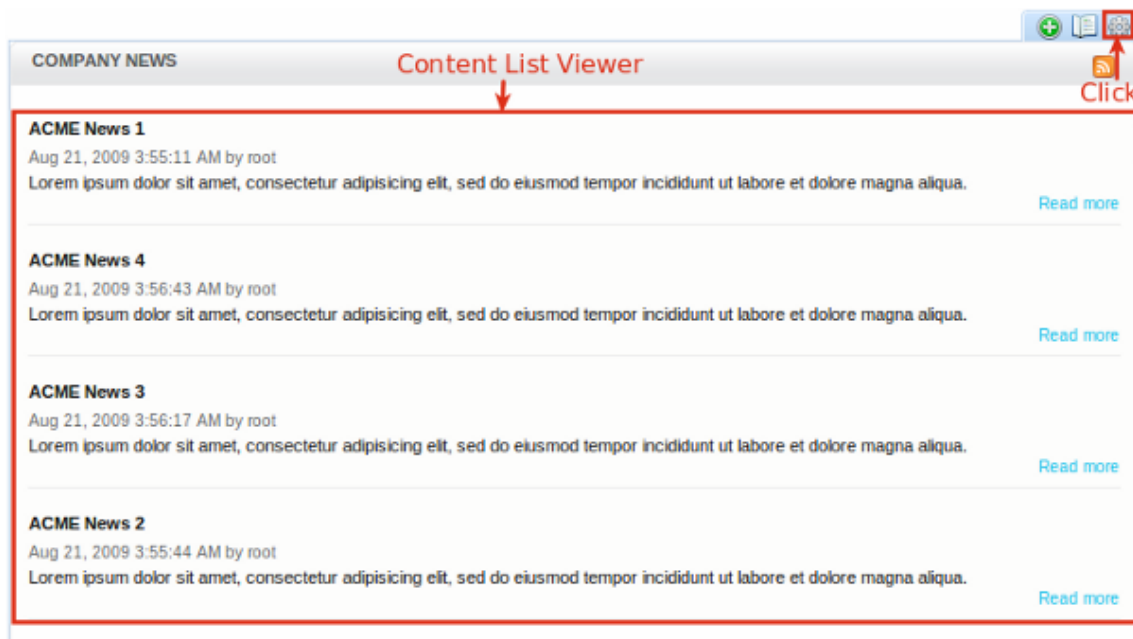 COMPANY NEWS
Content List Viewer
Click
ACME News 1
Aug 21, 2009 3:55:11 AM by root
Lorem ipsum dolor sit amet, consectetur adipisicing elit, sed do eiusmod tempor incididunt ut labore et dolore magna aliqua.
Read more
ACME News 4
Aug 21, 2009 3:56:43 AM by root
Lorem ipsum dolor sit amet, consectetur adipisicing elit, sed do eiusmod tempor incididunt ut labore et dolore magna aliqua.
Read more
ACME News 3
Aug 21, 2009 3:56:17 AM by root
Lorem ipsum dolor sit amet, consectetur adipisicing elit, sed do eiusmod tempor incididunt ut labore et dolore magna aliqua.
Read more
ACME News 2
Aug 21, 2009 3:55:44 AM by root
Lorem ipsum dolor sit amet, consectetur adipisicing elit, sed do eiusmod tempor incididunt ut labore et dolore magna aliqua.
Read more